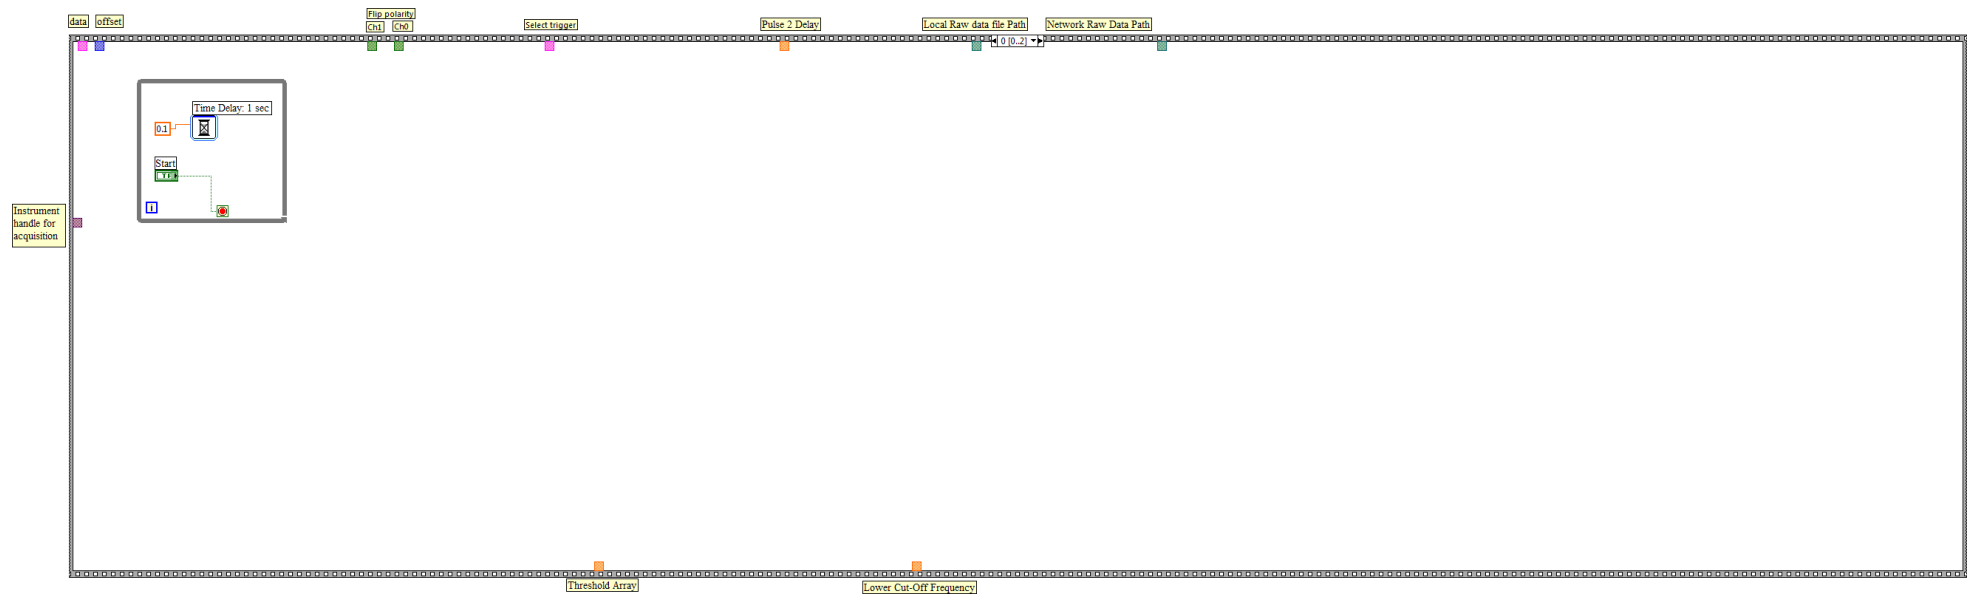 data
offset
Flip polarity
Ch1
Ch0
Select trigger
Pulse 2 Delay
Local Raw data file Path
Network Raw Data Path
0 [0..2]
Time Delay: 1 sec
0.1
Start
TF
i
Instrument
handle for
acquisition
Threshold Array
Lower Cut-Off Frequency